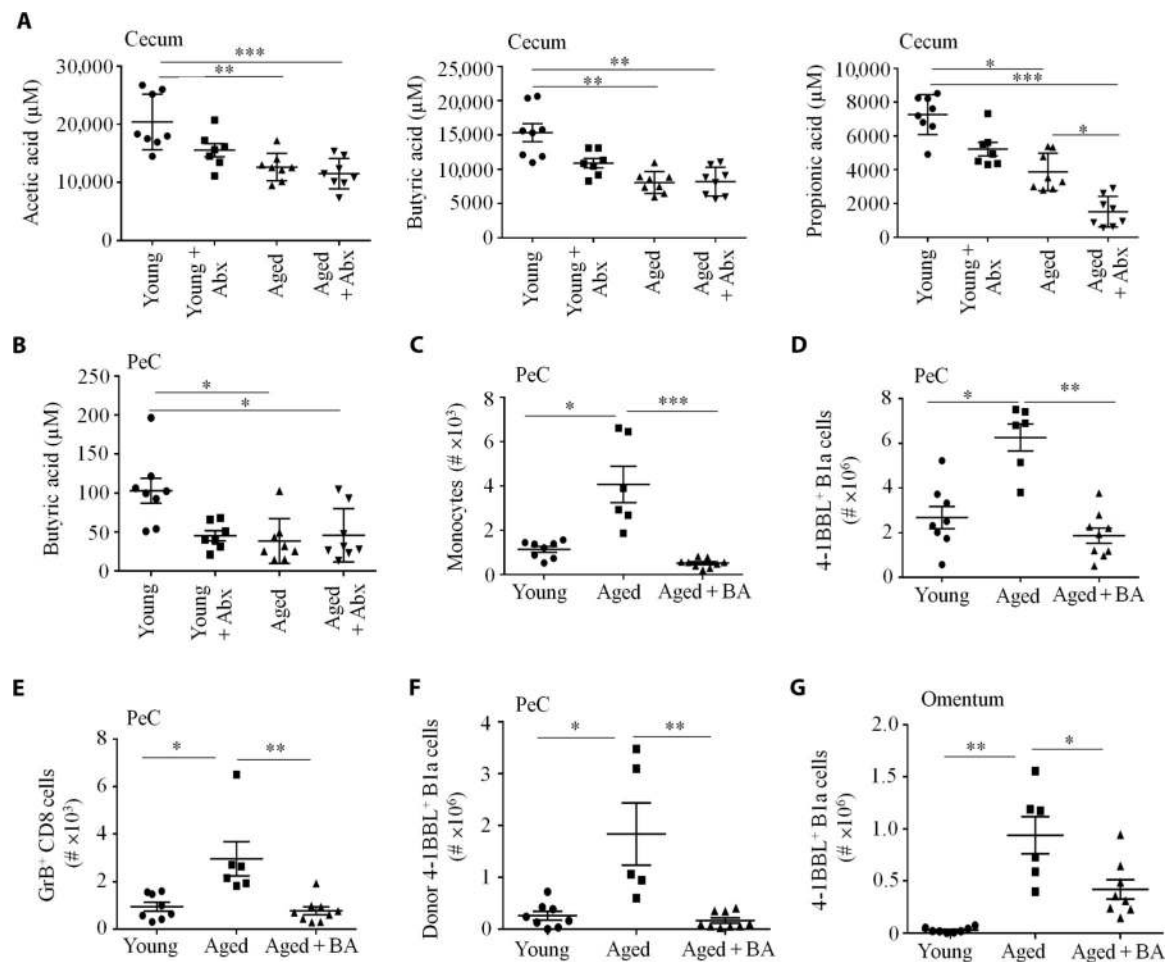 A
Cecum
***
**
Acetic acid (µM)
30,000
20,000
10,000
0
Young
Young +
Abx
Aged
Aged
+ Abx
Cecum
**
**
Butyric acid (µM)
25,000
20,000
15,000
10,000
5000
0
Young
Young +
Abx
Aged
Aged
+ Abx
Cecum
*
***
*
Propionic acid (µM)
10,000
8000
6000
4000
2000
0
Young
Young +
Abx
Aged
Aged
+ Abx
B
PeC
*
*
Butyric acid (µM)
250
200
150
100
50
0
Young
Young
+ Abx
Aged
Aged
+ Abx
C
PeC
*
***
Monocytes (# ×10³)
8
6
4
2
0
Young
Aged
Aged + BA
D
PeC
*
**
4-1BBL⁺ B1a cells
(# ×10⁶)
8
6
4
2
0
Young
Aged
Aged + BA
E
PeC
*
**
GrB⁺ CD8 cells
(# ×10³)
8
6
4
2
0
Young
Aged
Aged + BA
F
PeC
*
**
Donor 4-1BBL⁺ B1a cells
(# ×10⁶)
4
3
2
1
0
Young
Aged
Aged + BA
G
Omentum
**
*
4-1BBL⁺ B1a cells
(# ×10⁶)
2.0
1.5
1.0
0.5
0
Young
Aged
Aged + BA